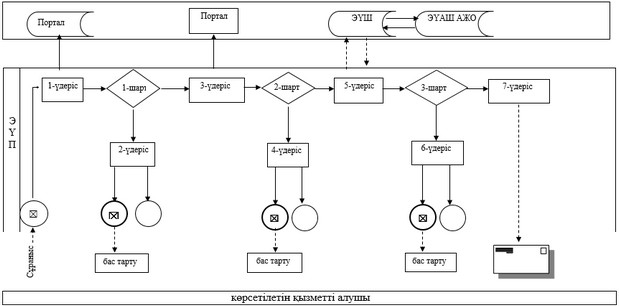 Портал
Портал
ЭҮШ
ЭҮАШ АЖО
ЭҮП
1-үдеріс
1-шарт
3-үдеріс
2-шарт
5-үдеріс
3-шарт
7-үдеріс
2-үдеріс
4-үдеріс
6-үдеріс
Сұраныс
бас тарту
бас тарту
бас тарту
көрсетілетін қызметті алушы